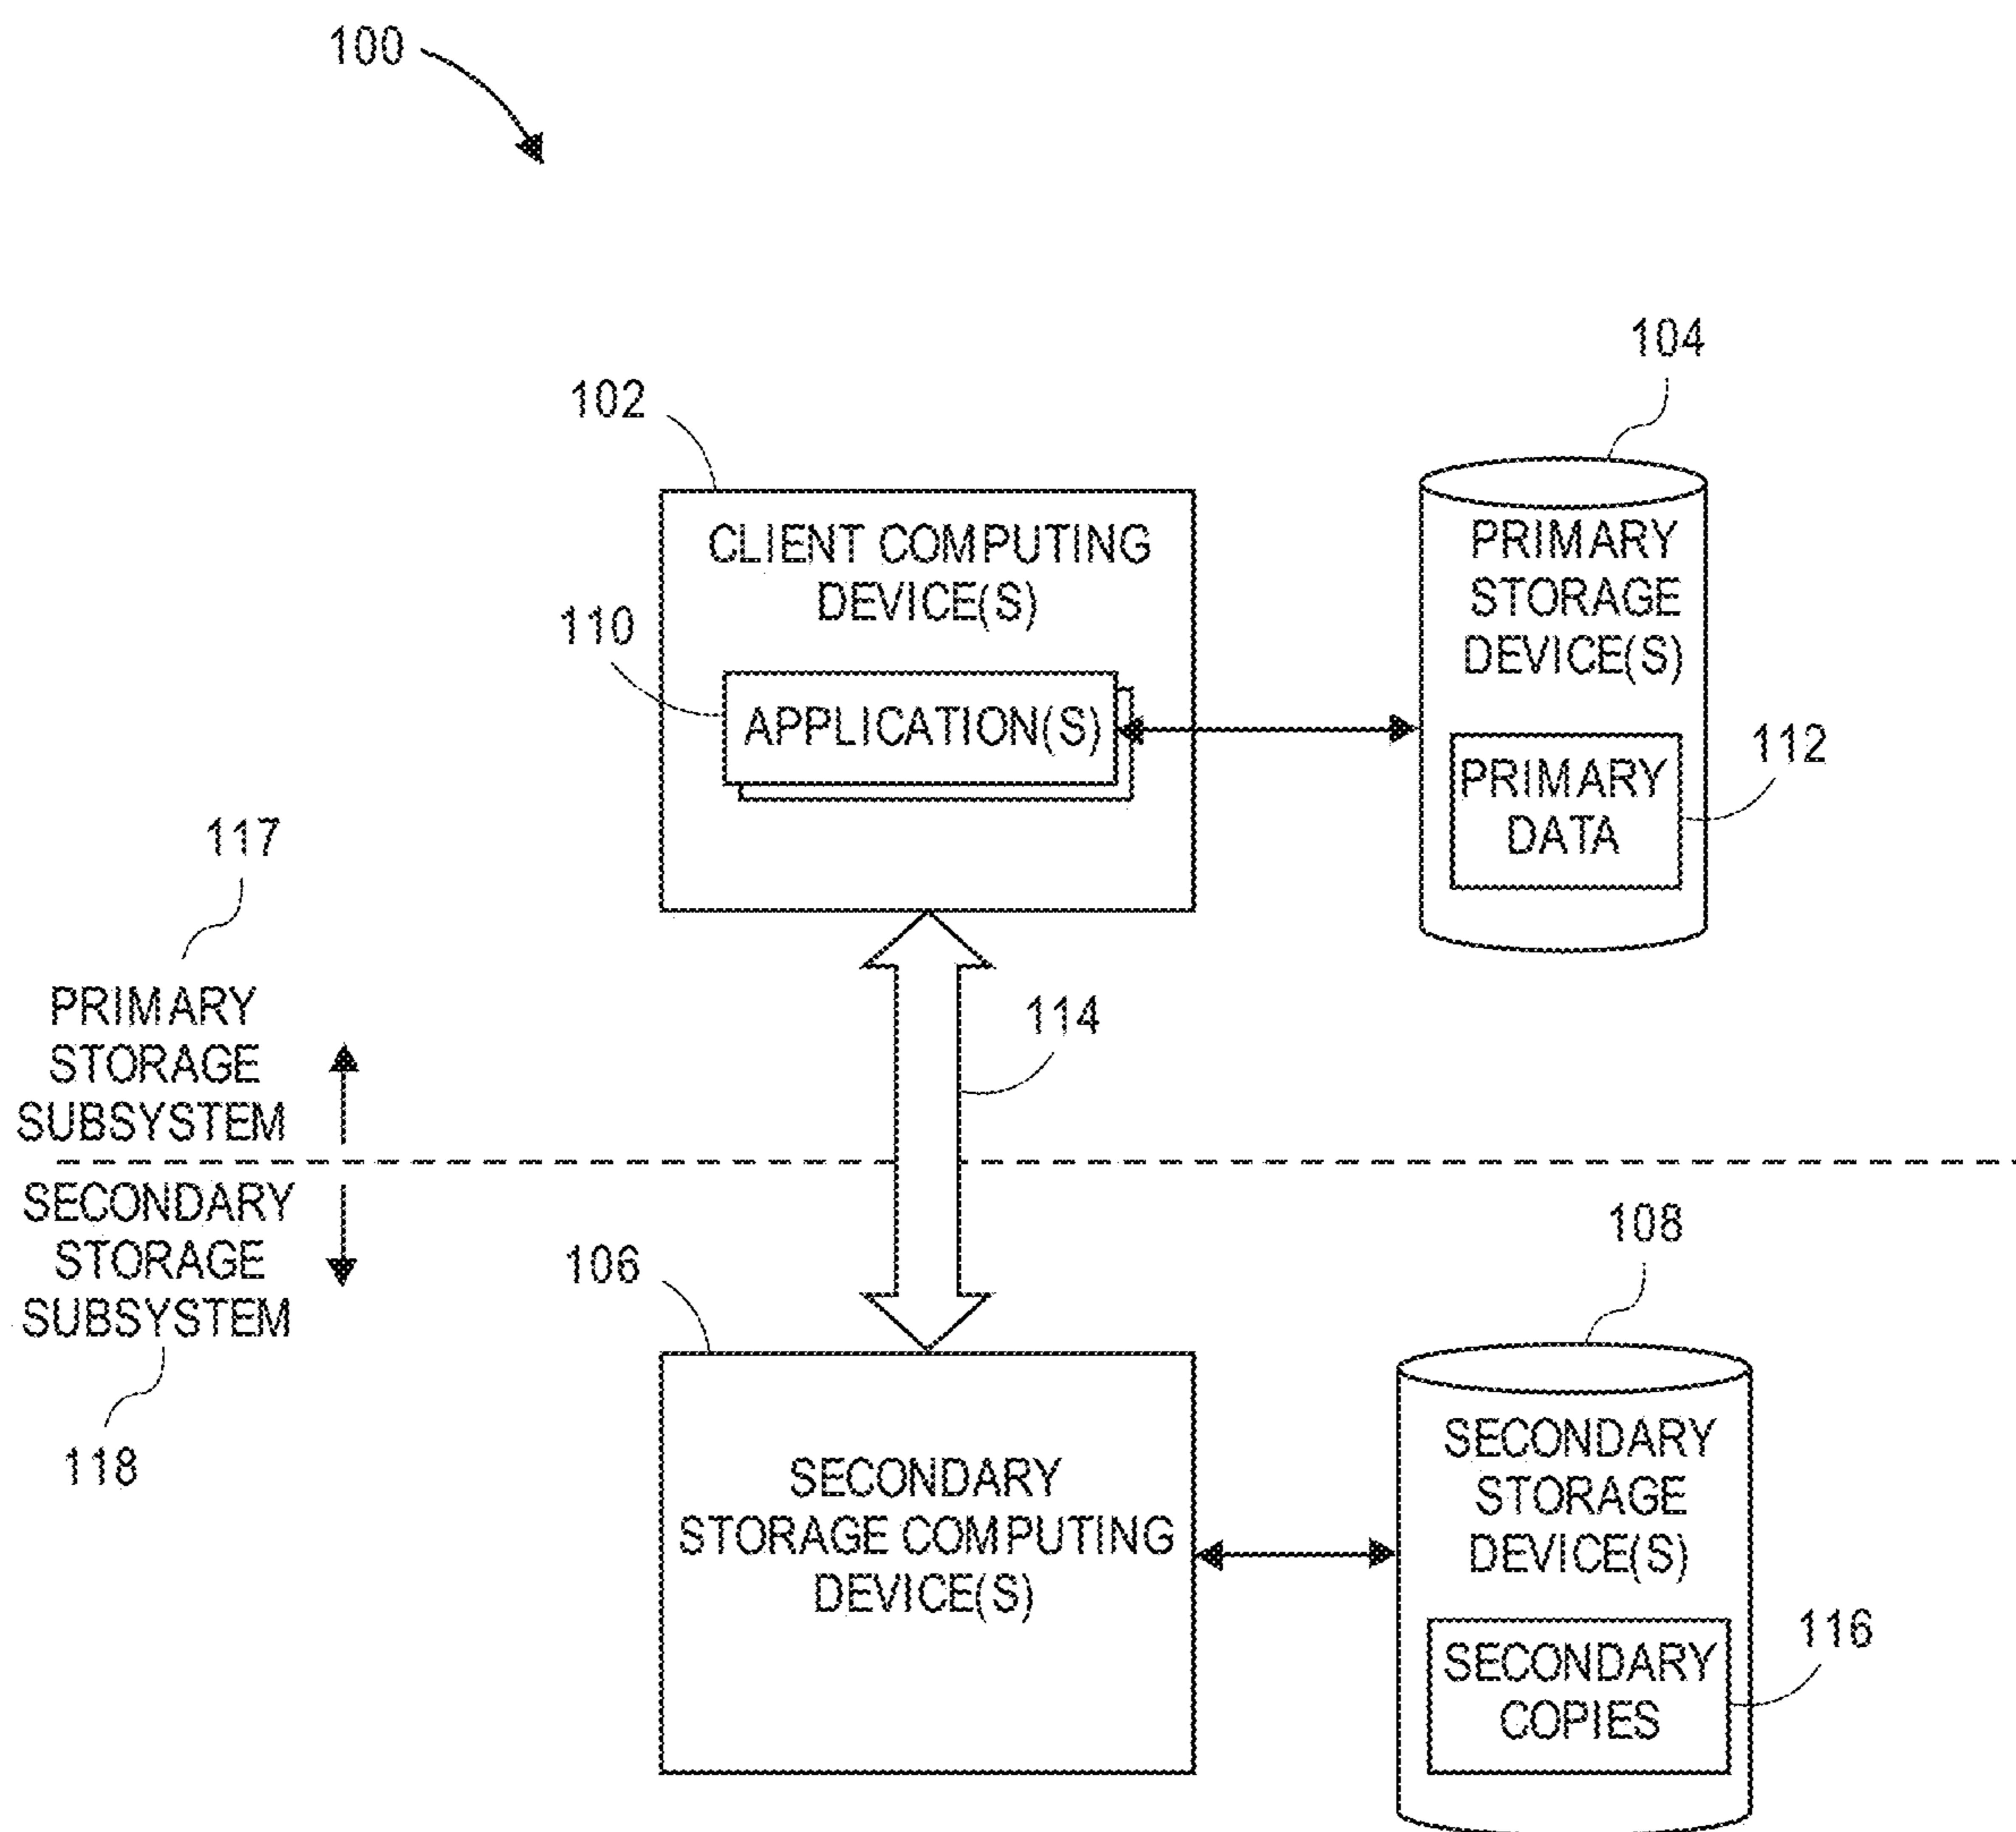 100
104
102
CLIENT COMPUTING
DEVICE(S)
110
APPLICATION(S)
PRIMARY
STORAGE
DEVICE(S)
PRIMARY
DATA
112
117
PRIMARY
STORAGE
SUBSYSTEM
114
SECONDARY
STORAGE
SUBSYSTEM
118
106
SECONDARY
STORAGE COMPUTING
DEVICE(S)
108
SECONDARY
STORAGE
DEVICE(S)
SECONDARY
COPIES
116